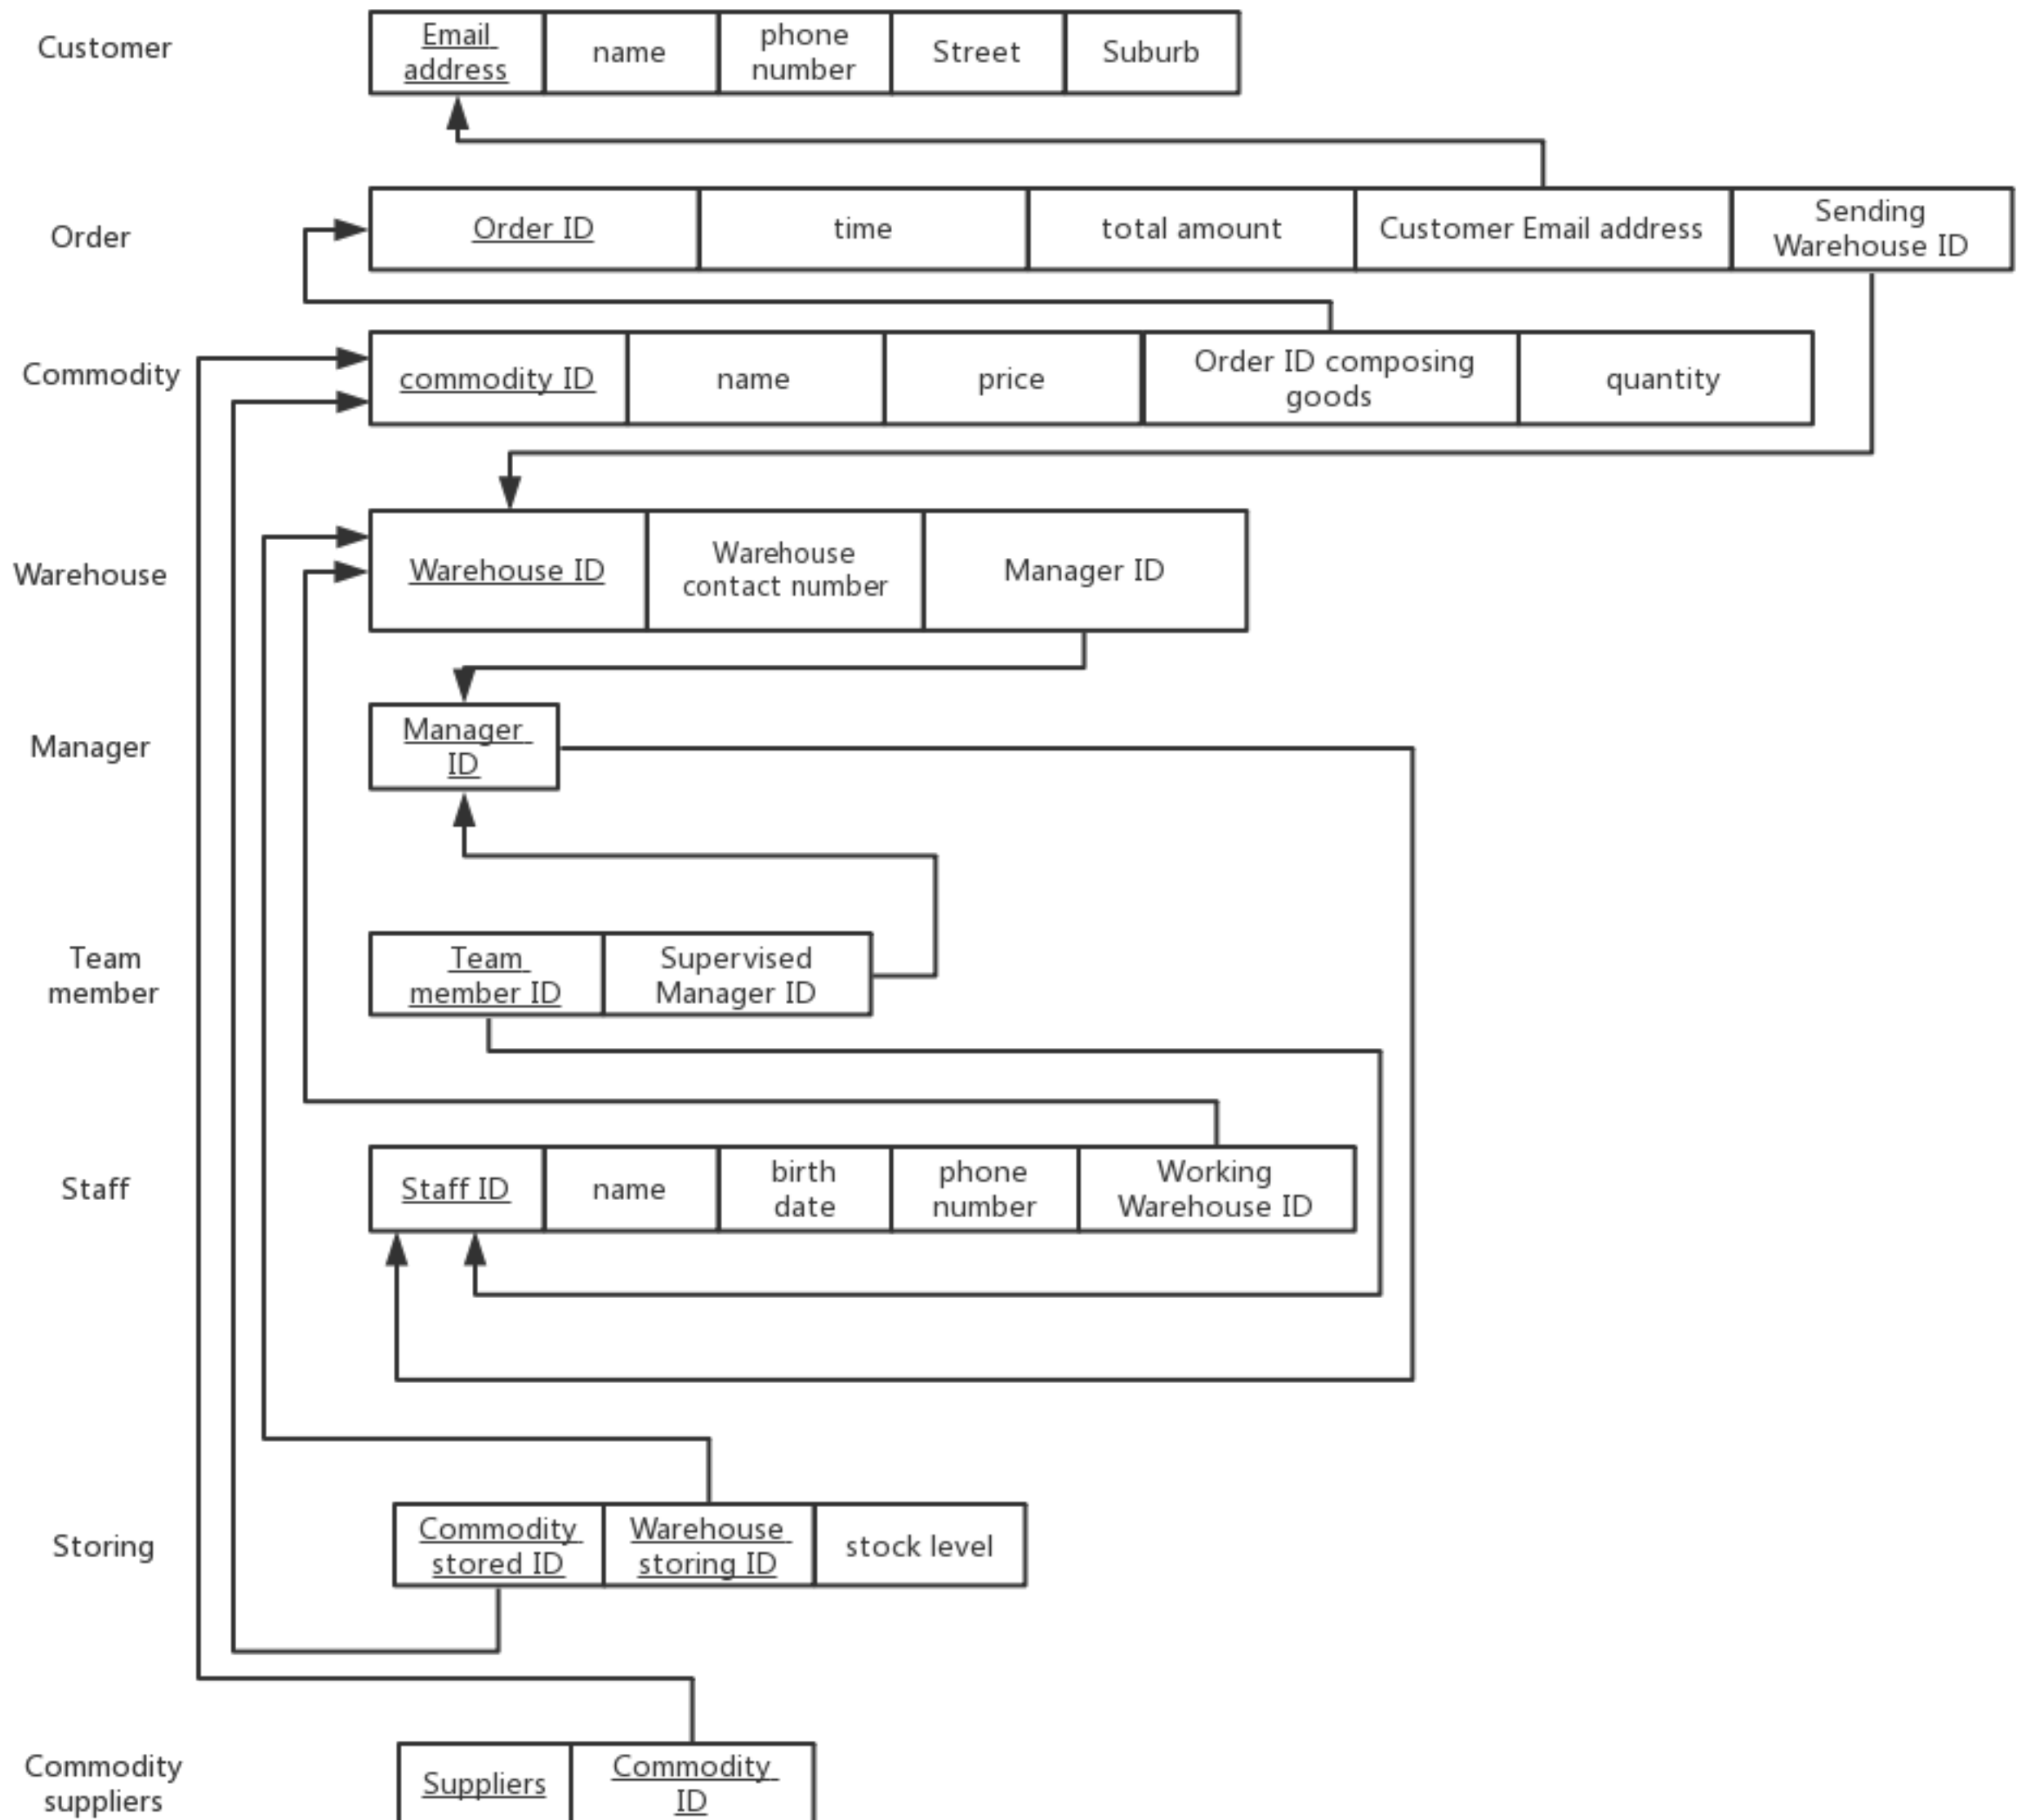 Customer
Email
address
name
phone
number
Street
Suburb
Order
Order ID
time
total amount
Customer Email address
Sending
Warehouse ID
Commodity
commodity ID
name
price
Order ID composing
goods
quantity
Warehouse
Warehouse ID
Warehouse
contact number
Manager ID
Manager
Manager
ID
Team
member
Team
member ID
Supervised
Manager ID
Staff
Staff ID
name
birth
date
phone
number
Working
Warehouse ID
Storing
Commodity
stored ID
Warehouse
storing ID
stock level
Commodity
suppliers
Suppliers
Commodity
ID